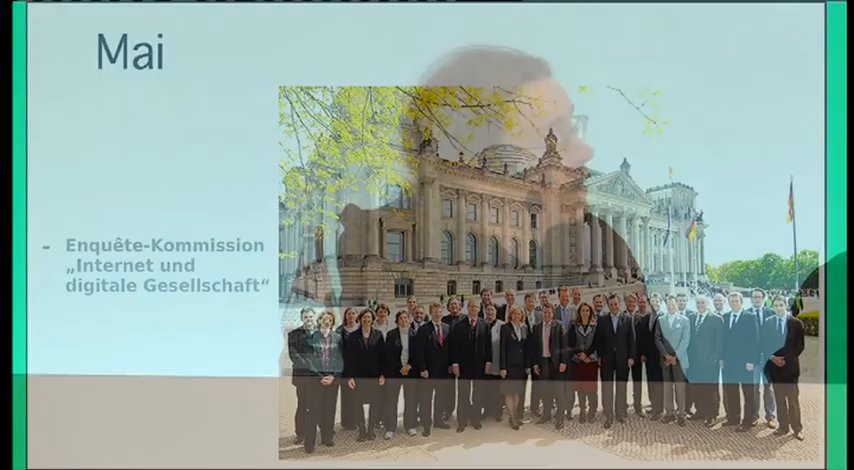 Mai
- Enquête-Kommission
„Internet und
digitale Gesellschaft“